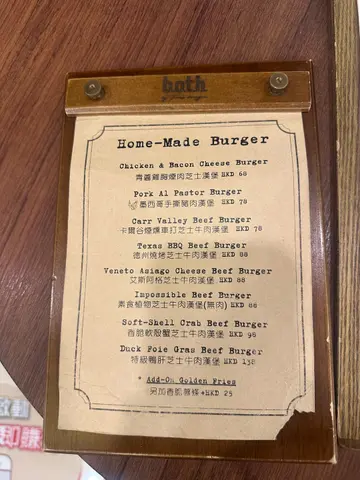 both
Home-Made Burger
Chicken & Bacon Cheese Burger
青醬雞胸煙肉芝士漢堡 HKD 68
Pork Al Pastor Burger
墨西哥手撕豬肉漢堡 HKD 78
Carr Valley Beef Burger
卡爾谷煙燻車打芝士牛肉漢堡 HKD 78
Texas BBQ Beef Burger
德州燒烤芝士牛肉漢堡 HKD 88
Veneto Asiago Cheese Beef Burger
艾斯阿格芝士牛肉漢堡 HKD 88
Impossible Beef Burger
素食植物芝士牛肉漢堡(無肉) HKD 88
Soft-Shell Crab Beef Burger
香脆軟殼蟹芝士牛肉漢堡 HKD 98
Duck Foie Gras Beef Burger
特級鴨肝芝士牛肉漢堡 HKD 138
* Add-On Golden Fries
另加香脆薯條 +HKD 25
即賺